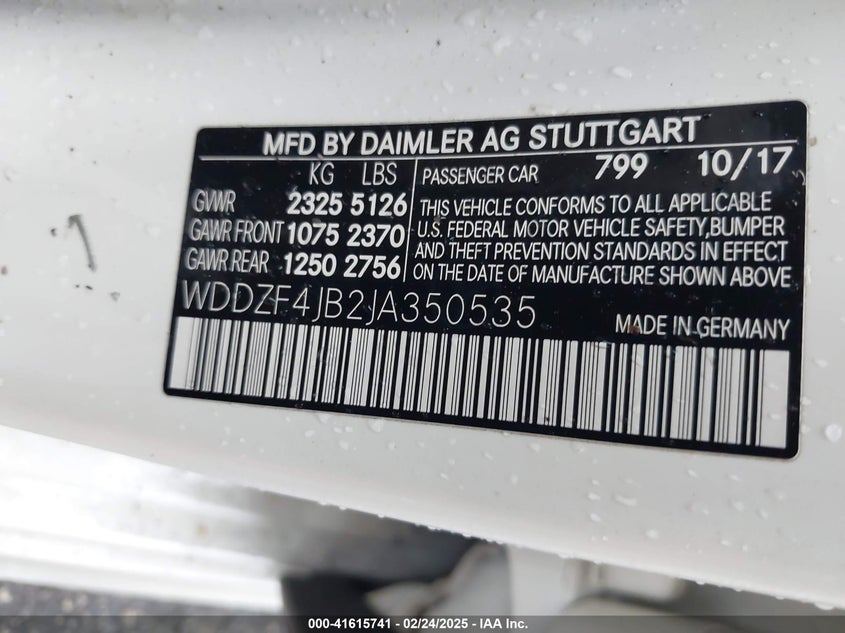 MFD BY DAIMLER AG STUTTGART
KG LBS
GVWR 2325 5126
GAWR FRONT 1075 2370
GAWR REAR 1250 2756
PASSENGER CAR 799 10/17
THIS VEHICLE CONFORMS TO ALL APPLICABLE
U.S. FEDERAL MOTOR VEHICLE SAFETY, BUMPER
AND THEFT PREVENTION STANDARDS IN EFFECT
ON THE DATE OF MANUFACTURE SHOWN ABOVE
WDDZF4JB2JA350535
MADE IN GERMANY
000-41615741 / 02/24/2025 - © IAA Inc.